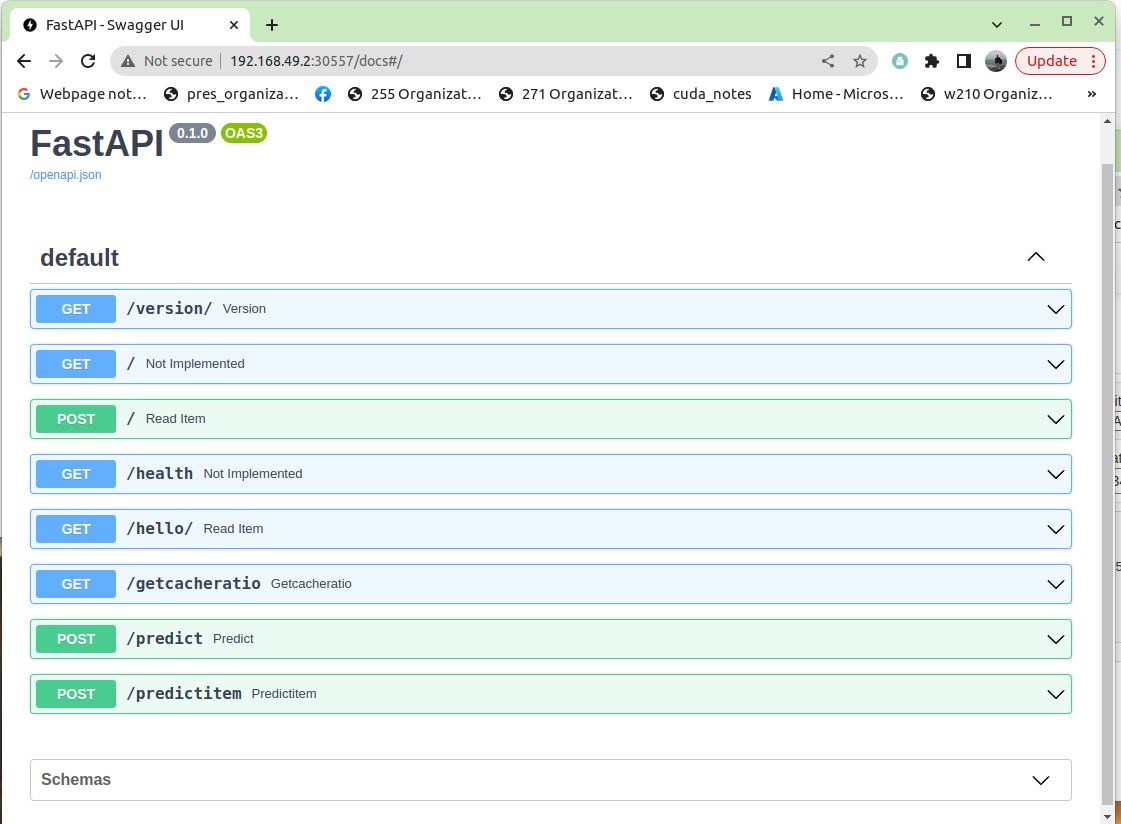 FastAPI - Swagger UI
Not secure 192.168.49.2:30557/docs#/ Update
Webpage not… pres_organiza… 255 Organizat… 271 Organizat… cuda_notes Home - Micros… w210 Organiz… »
FastAPI 0.1.0 OAS3
/openapi.json
default
GET /version/ Version
GET / Not Implemented
POST / Read Item
GET /health Not Implemented
GET /hello/ Read Item
GET /getcacheratio Getcacheratio
POST /predict Predict
POST /predictitem Predictitem
Schemas